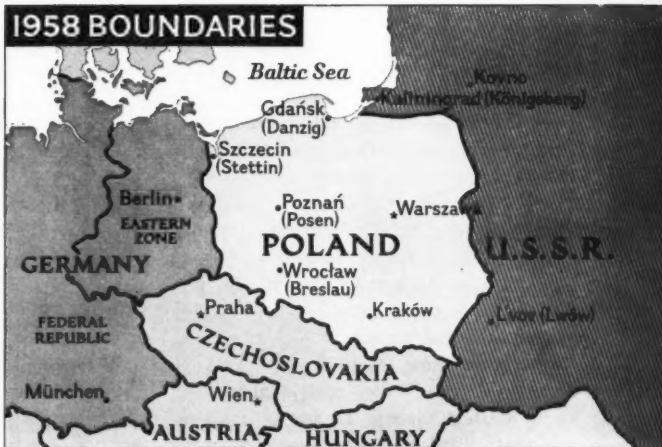 1958 BOUNDARIES
Baltic Sea
Kovno
Kaliningrad (Königsberg)
Gdańsk
(Danzig)
Szczecin
(Stettin)
Berlin
EASTERN
ZONE
Poznań
(Posen)
Warszawa
POLAND
U.S.S.R.
GERMANY
Wrocław
(Breslau)
Praha
Kraków
L'vov (Lwów)
FEDERAL
REPUBLIC
CZECHOSLOVAKIA
München
Wien
AUSTRIA
HUNGARY